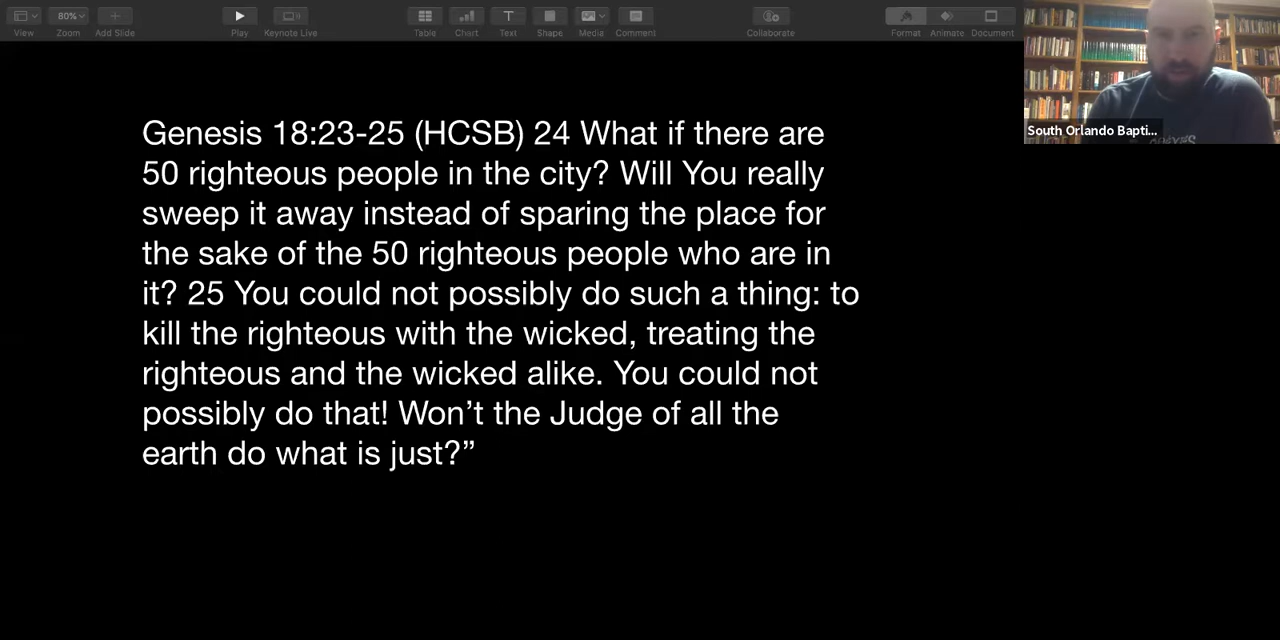 View
80%
Zoom
Add Slide
Play
Keynote Live
Table
Chart
Text
Shape
Media
Comment
Collaborate
Format
Animate
Document
South Orlando Bapti...
Genesis 18:23-25 (HCSB) 24 What if there are
50 righteous people in the city? Will You really
sweep it away instead of sparing the place for
the sake of the 50 righteous people who are in
it? 25 You could not possibly do such a thing: to
kill the righteous with the wicked, treating the
righteous and the wicked alike. You could not
possibly do that! Won’t the Judge of all the
earth do what is just?”